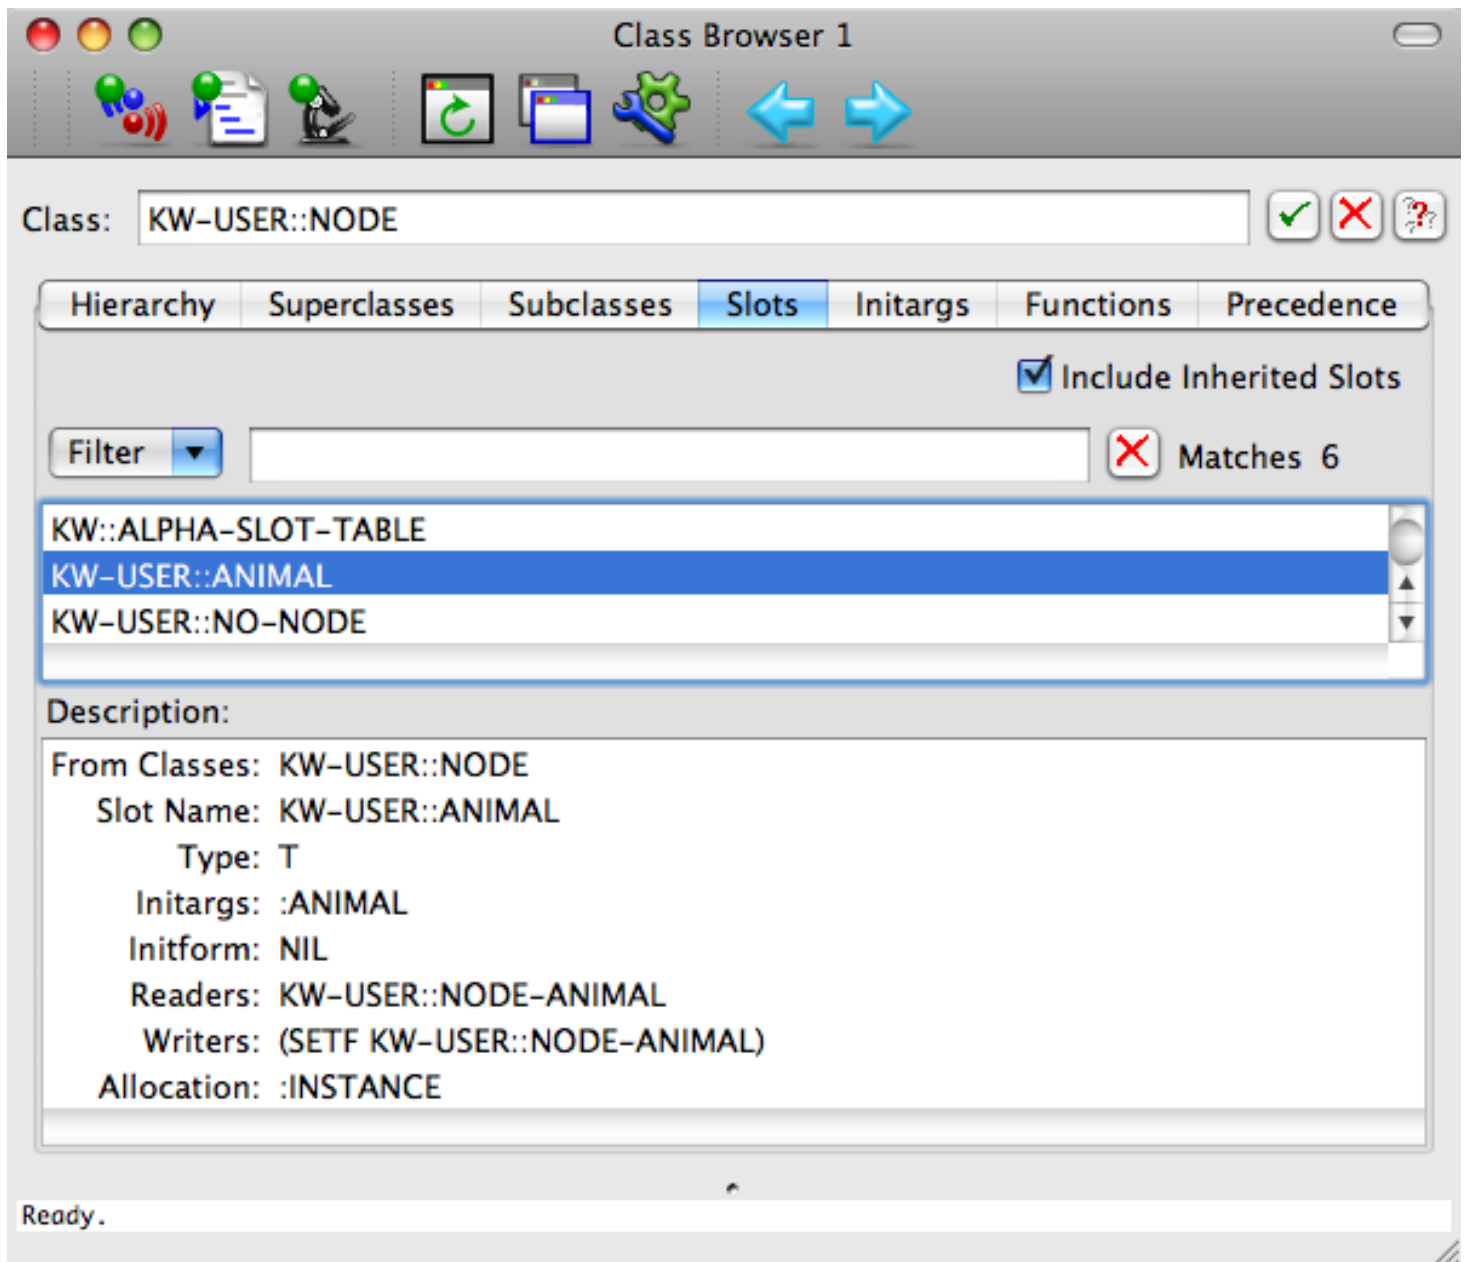 Class Browser 1
Class: KW-USER::NODE
Hierarchy Superclasses Subclasses Slots Initargs Functions Precedence
Include Inherited Slots
Filter Matches 6
KW::ALPHA-SLOT-TABLE
KW-USER::ANIMAL
KW-USER::NO-NODE
Description:
From Classes: KW-USER::NODE
Slot Name: KW-USER::ANIMAL
Type: T
Initargs: :ANIMAL
Initform: NIL
Readers: KW-USER::NODE-ANIMAL
Writers: (SETF KW-USER::NODE-ANIMAL)
Allocation: :INSTANCE
Ready.